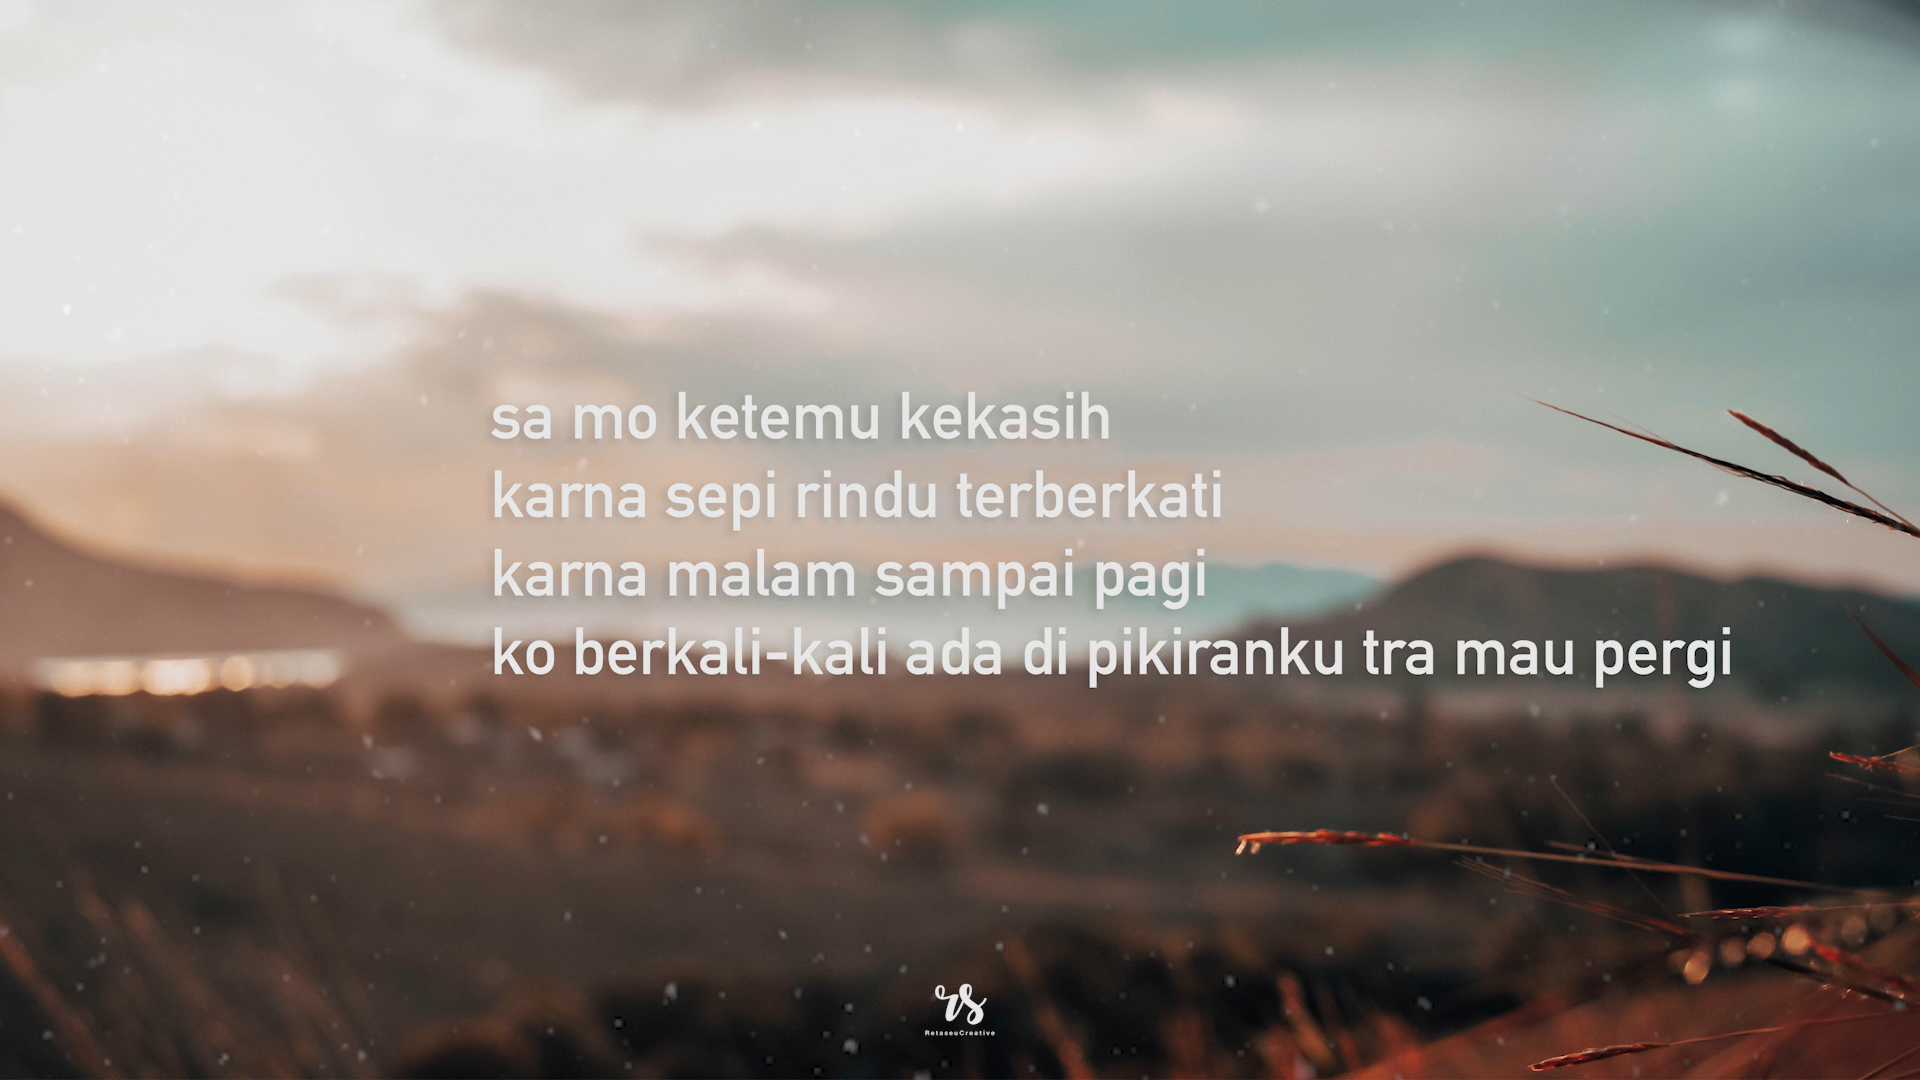 sa mo ketemu kekasih
karna sepi rindu terberkati
karna malam sampai pagi
ko berkali-kali ada di pikiranku tra mau pergi
rs
RetaseuCreative